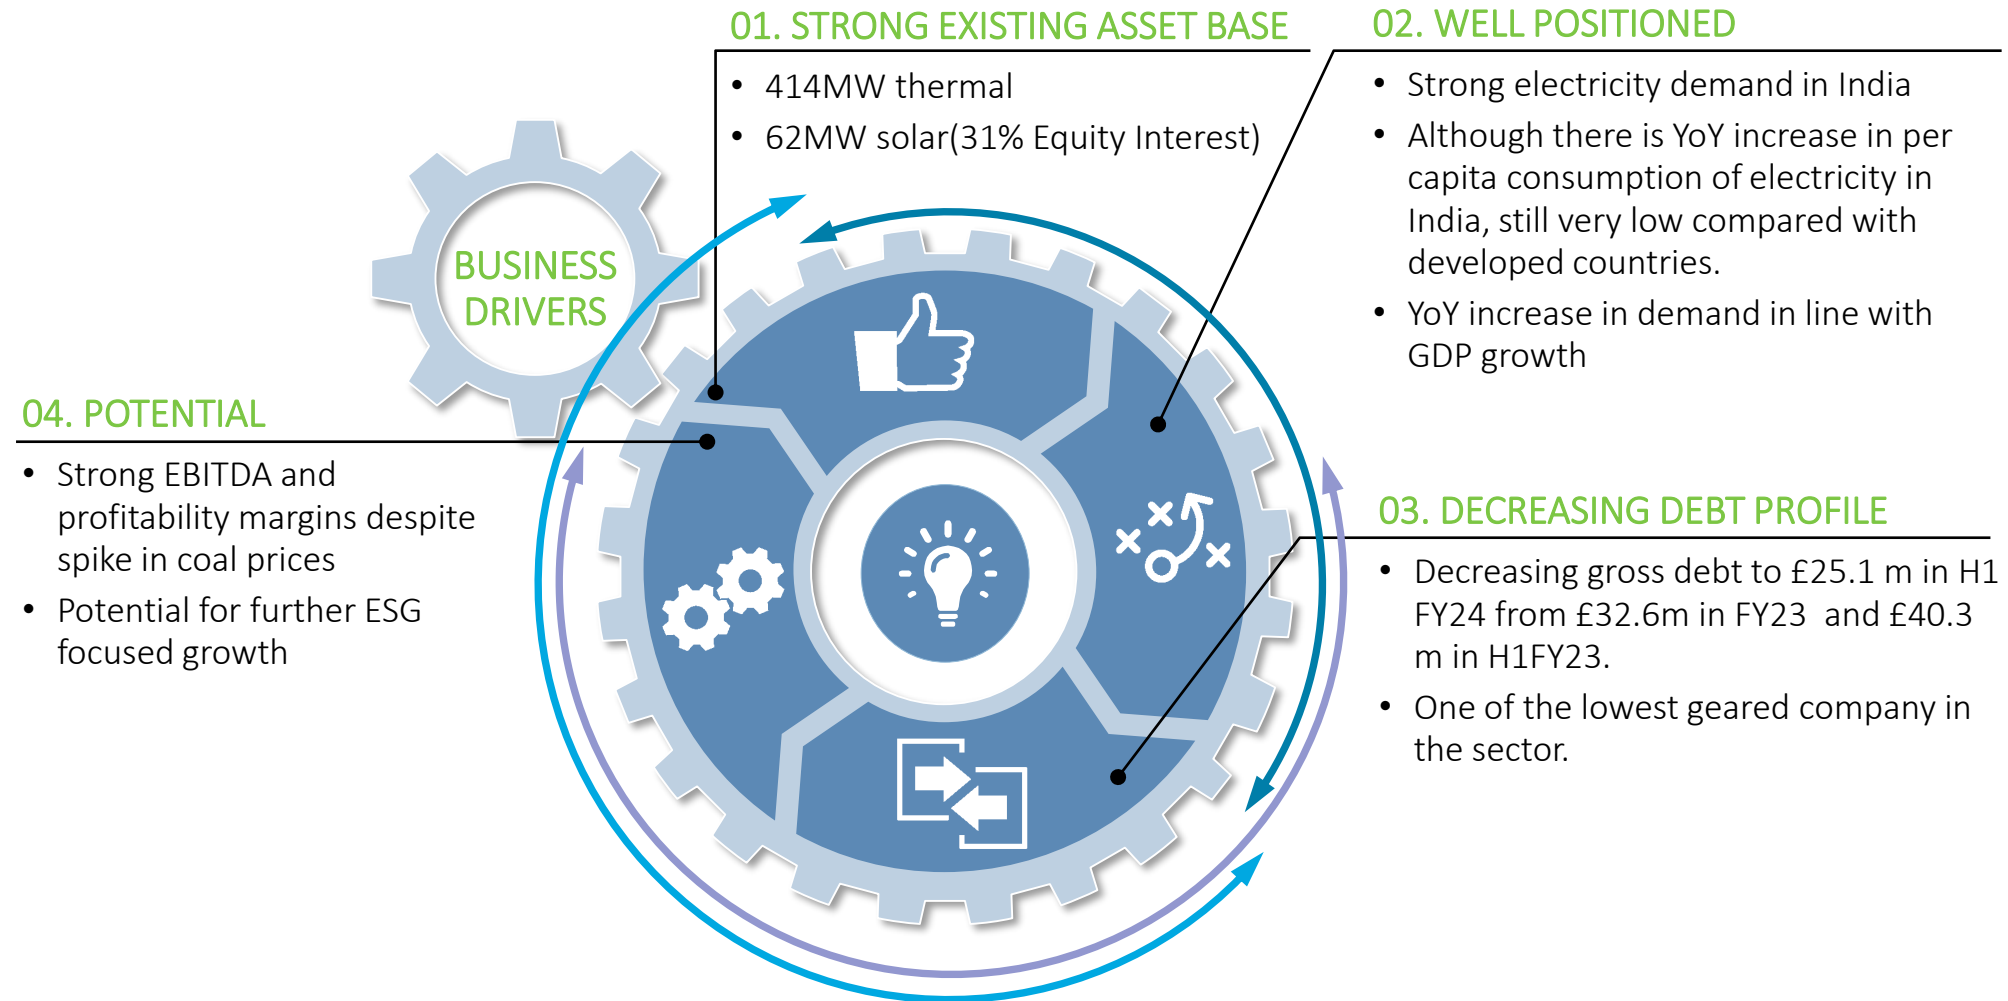 01. STRONG EXISTING ASSET BASE
• 414MW thermal
• 62MW solar(31% Equity Interest)
02. WELL POSITIONED
• Strong electricity demand in India
• Although there is YoY increase in per
capita consumption of electricity in
India, still very low compared with
developed countries.
• YoY increase in demand in line with
GDP growth
BUSINESS
DRIVERS
04. POTENTIAL
• Strong EBITDA and
profitability margins despite
spike in coal prices
• Potential for further ESG
focused growth
03. DECREASING DEBT PROFILE
• Decreasing gross debt to £25.1 m in H1
FY24 from £32.6m in FY23 and £40.3
m in H1FY23.
• One of the lowest geared company in
the sector.